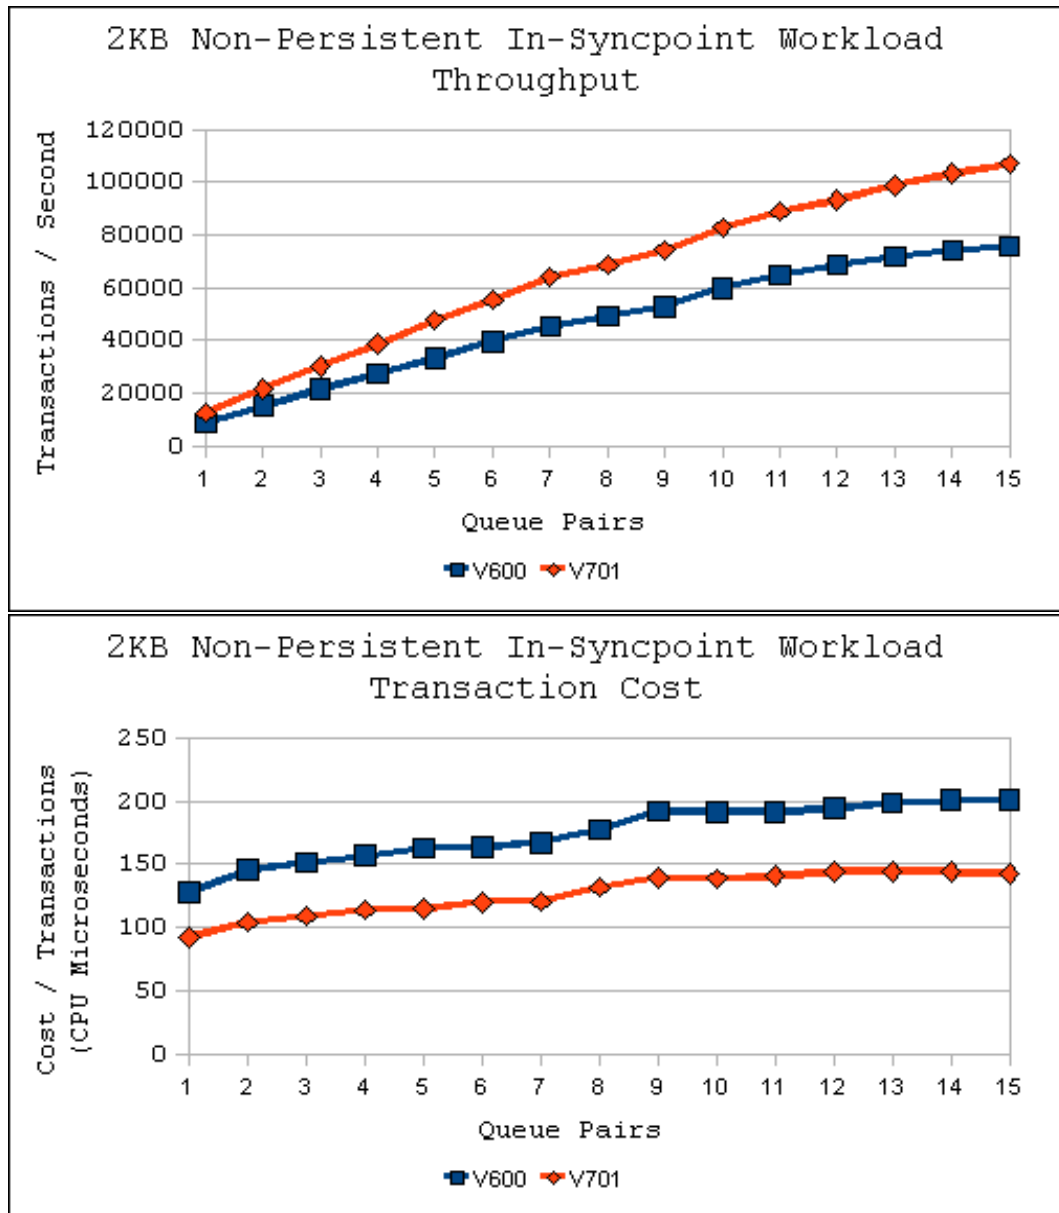 2KB Non-Persistent In-Syncpoint Workload
Throughput
Transactions / Second
120000
100000
80000
60000
40000
20000
0
1 2 3 4 5 6 7 8 9 10 11 12 13 14 15
Queue Pairs
V600 V701
2KB Non-Persistent In-Syncpoint Workload
Transaction Cost
Cost / Transactions
(CPU Microseconds)
250
200
150
100
50
0
1 2 3 4 5 6 7 8 9 10 11 12 13 14 15
Queue Pairs
V600 V701